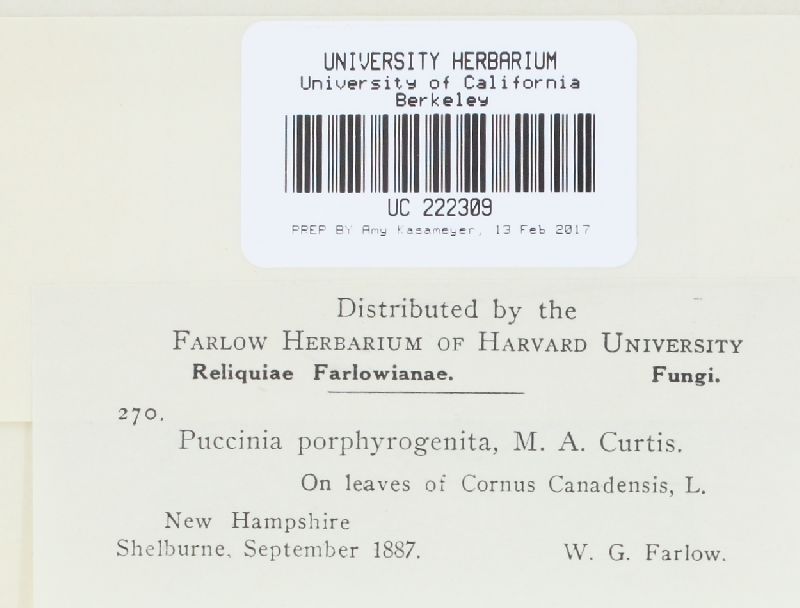 UNIVERSITY HERBARIUM
University of California
Berkeley
UC 222309
PREP BY Amy Kasameyer, 13 Feb 2017
Distributed by the
FARLOW HERBARIUM OF HARVARD UNIVERSITY
Reliquiae Farlowianae. Fungi.
270.
Puccinia porphyrogenita, M. A. Curtis.
On leaves of Cornus Canadensis, L.
New Hampshire
Shelburne, September 1887. W. G. Farlow.